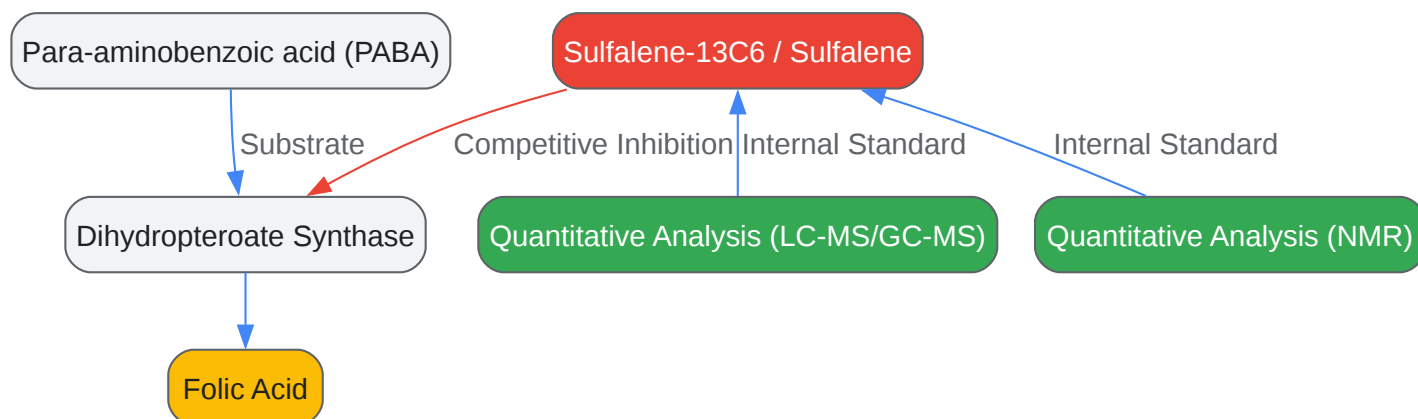 Para-aminobenzoic acid (PABA)
Sulfalene-13C6 / Sulfalene
Substrate
Competitive Inhibition
Internal Standard
Internal Standard
Dihydropteroate Synthase
Quantitative Analysis (LC-MS/GC-MS)
Quantitative Analysis (NMR)
Folic Acid